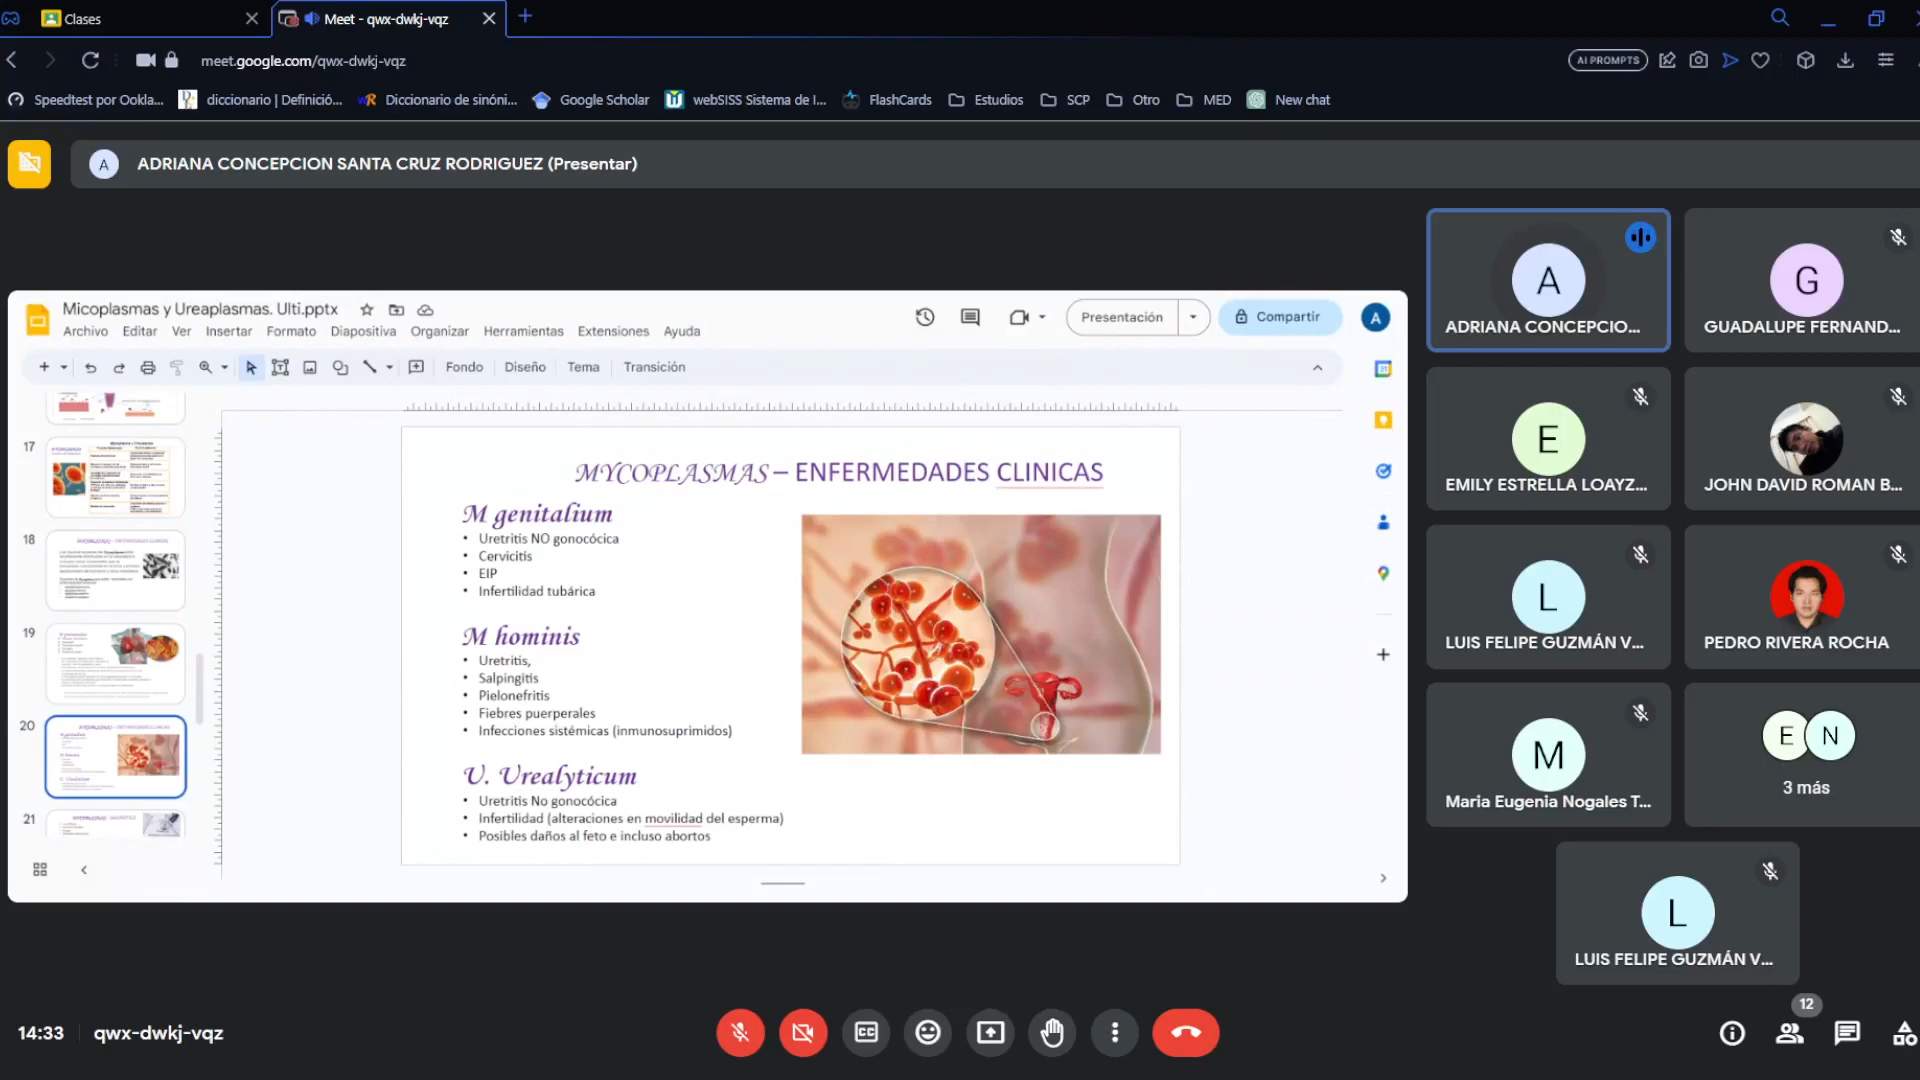 Clases
Meet - qwx-dwkj-vqz
meet.google.com/qwx-dwkj-vqz
AI PROMPTS
Speedtest por Ookla...
diccionario | Definició...
Diccionario de sinóni...
Google Scholar
webSISS Sistema de I...
FlashCards
Estudios
SCP
Otro
MED
New chat
A
ADRIANA CONCEPCION SANTA CRUZ RODRIGUEZ (Presentar)
Micoplasmas y Ureaplasmas. Ulti.pptx
Archivo Editar Ver Insertar Formato Diapositiva Organizar Herramientas Extensiones Ayuda
Presentación
Compartir
A
Fondo
Diseño
Tema
Transición
17
18
19
20
21
MYCOPLASMAS – ENFERMEDADES CLINICAS
M genitalium
• Uretritis NO gonocócica
• Cervicitis
• EIP
• Infertilidad tubárica
M hominis
• Uretritis,
• Salpingitis
• Pielonefritis
• Fiebres puerperales
• Infecciones sistémicas (inmunosuprimidos)
U. Urealyticum
• Uretritis No gonocócica
• Infertilidad (alteraciones en movilidad del esperma)
• Posibles daños al feto e incluso abortos
A
ADRIANA CONCEPCIO...
G
GUADALUPE FERNAND...
E
EMILY ESTRELLA LOAYZ...
JOHN DAVID ROMAN B...
L
LUIS FELIPE GUZMÁN V...
PEDRO RIVERA ROCHA
M
Maria Eugenia Nogales T...
E N
3 más
L
LUIS FELIPE GUZMÁN V...
14:33
qwx-dwkj-vqz
12